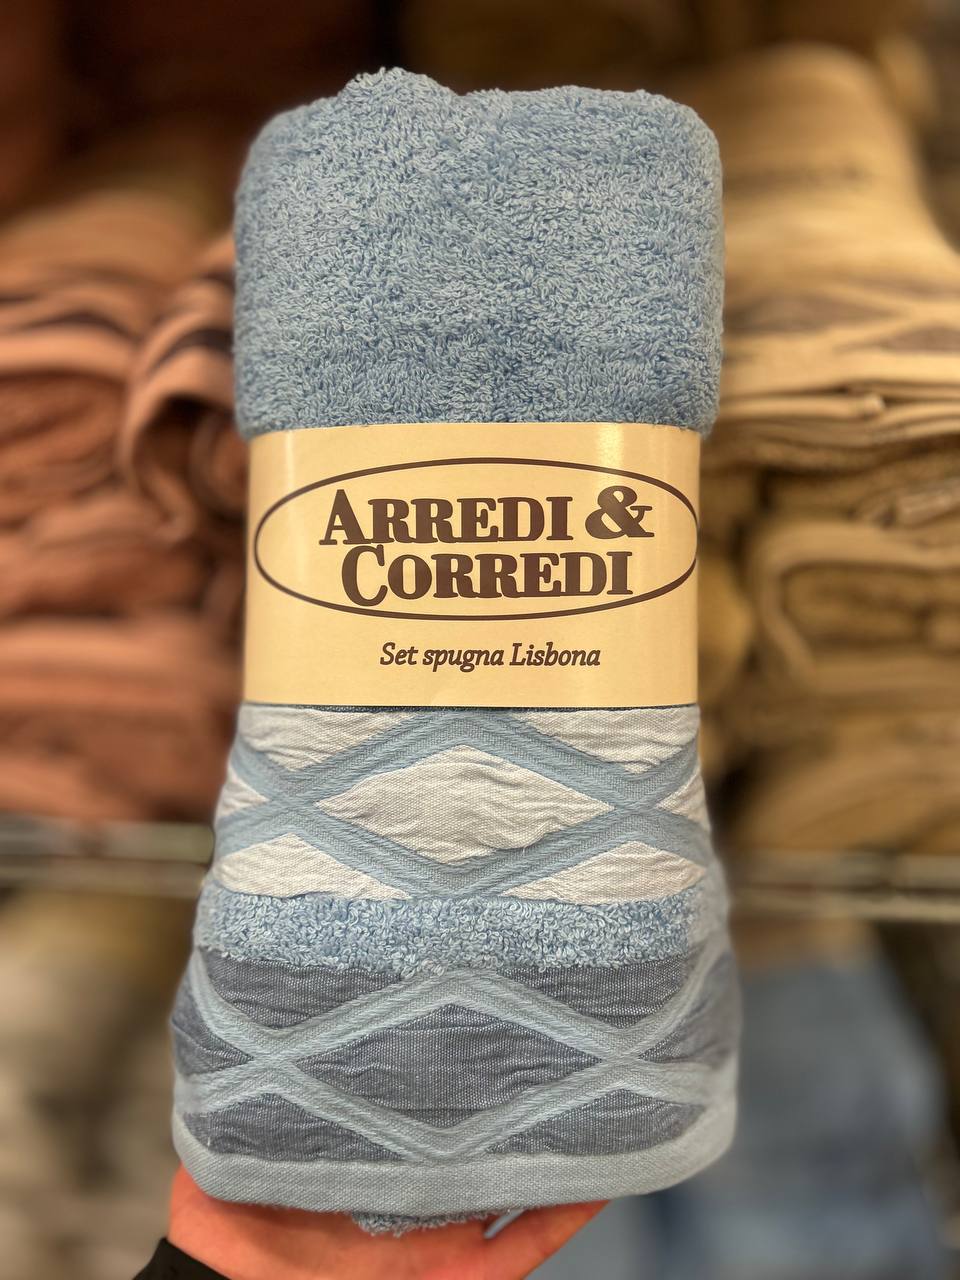 ARREDI &
CORREDI
Set spugna Lisbona